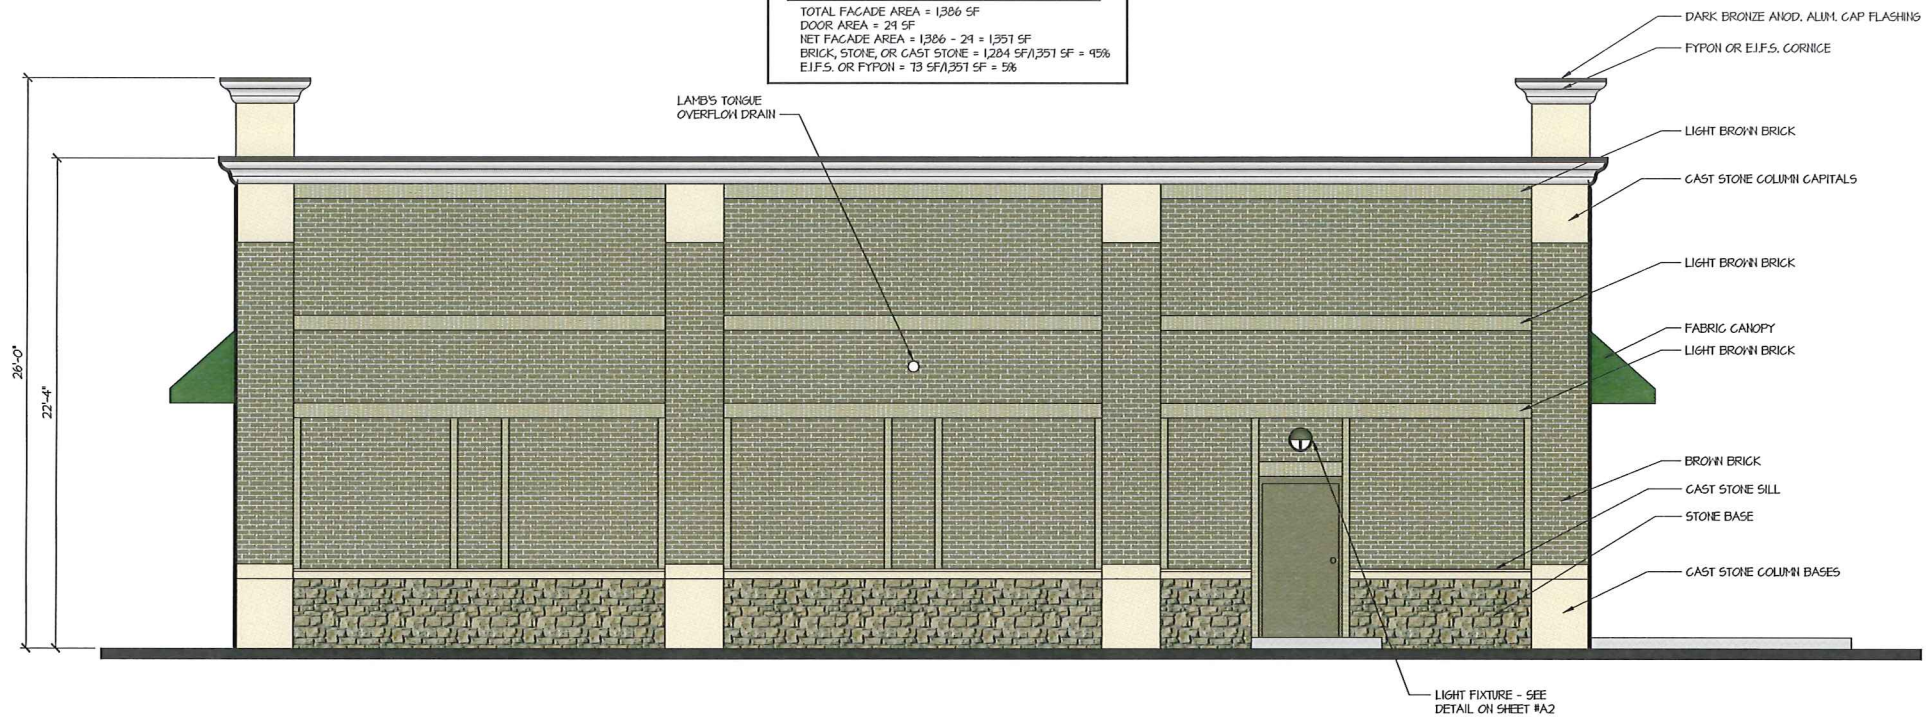 TOTAL FACADE AREA = 1,386 SF
DOOR AREA = 29 SF
NET FACADE AREA = 1,386 - 29 = 1,357 SF
BRICK, STONE, OR CAST STONE = 1,284 SF/1,357 SF = 95%
E.I.F.S. OR FYPON = 73 SF/1,357 SF = 5%
DARK BRONZE ANOD. ALUM. CAP FLASHING
FYPON OR E.I.F.S. CORNICE
LAMB'S TONGUE
OVERFLOW DRAIN
LIGHT BROWN BRICK
CAST STONE COLUMN CAPITALS
LIGHT BROWN BRICK
FABRIC CANOPY
LIGHT BROWN BRICK
26'-0"
22'-4"
BROWN BRICK
CAST STONE SILL
STONE BASE
CAST STONE COLUMN BASES
LIGHT FIXTURE - SEE
DETAIL ON SHEET #A2